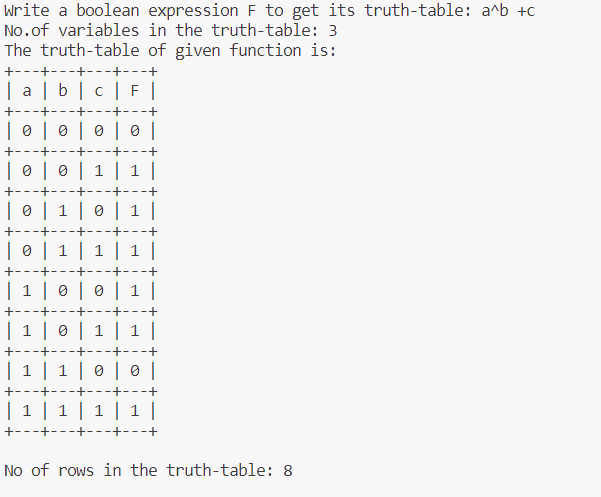 Write a boolean expression F to get its truth-table: a^b +c
No.of variables in the truth-table: 3
The truth-table of given function is:
+---+---+---+---+
| a | b | c | F |
+---+---+---+---+
| 0 | 0 | 0 | 0 |
+---+---+---+---+
| 0 | 0 | 1 | 1 |
+---+---+---+---+
| 0 | 1 | 0 | 1 |
+---+---+---+---+
| 0 | 1 | 1 | 1 |
+---+---+---+---+
| 1 | 0 | 0 | 1 |
+---+---+---+---+
| 1 | 0 | 1 | 1 |
+---+---+---+---+
| 1 | 1 | 0 | 0 |
+---+---+---+---+
| 1 | 1 | 1 | 1 |
+---+---+---+---+
No of rows in the truth-table: 8